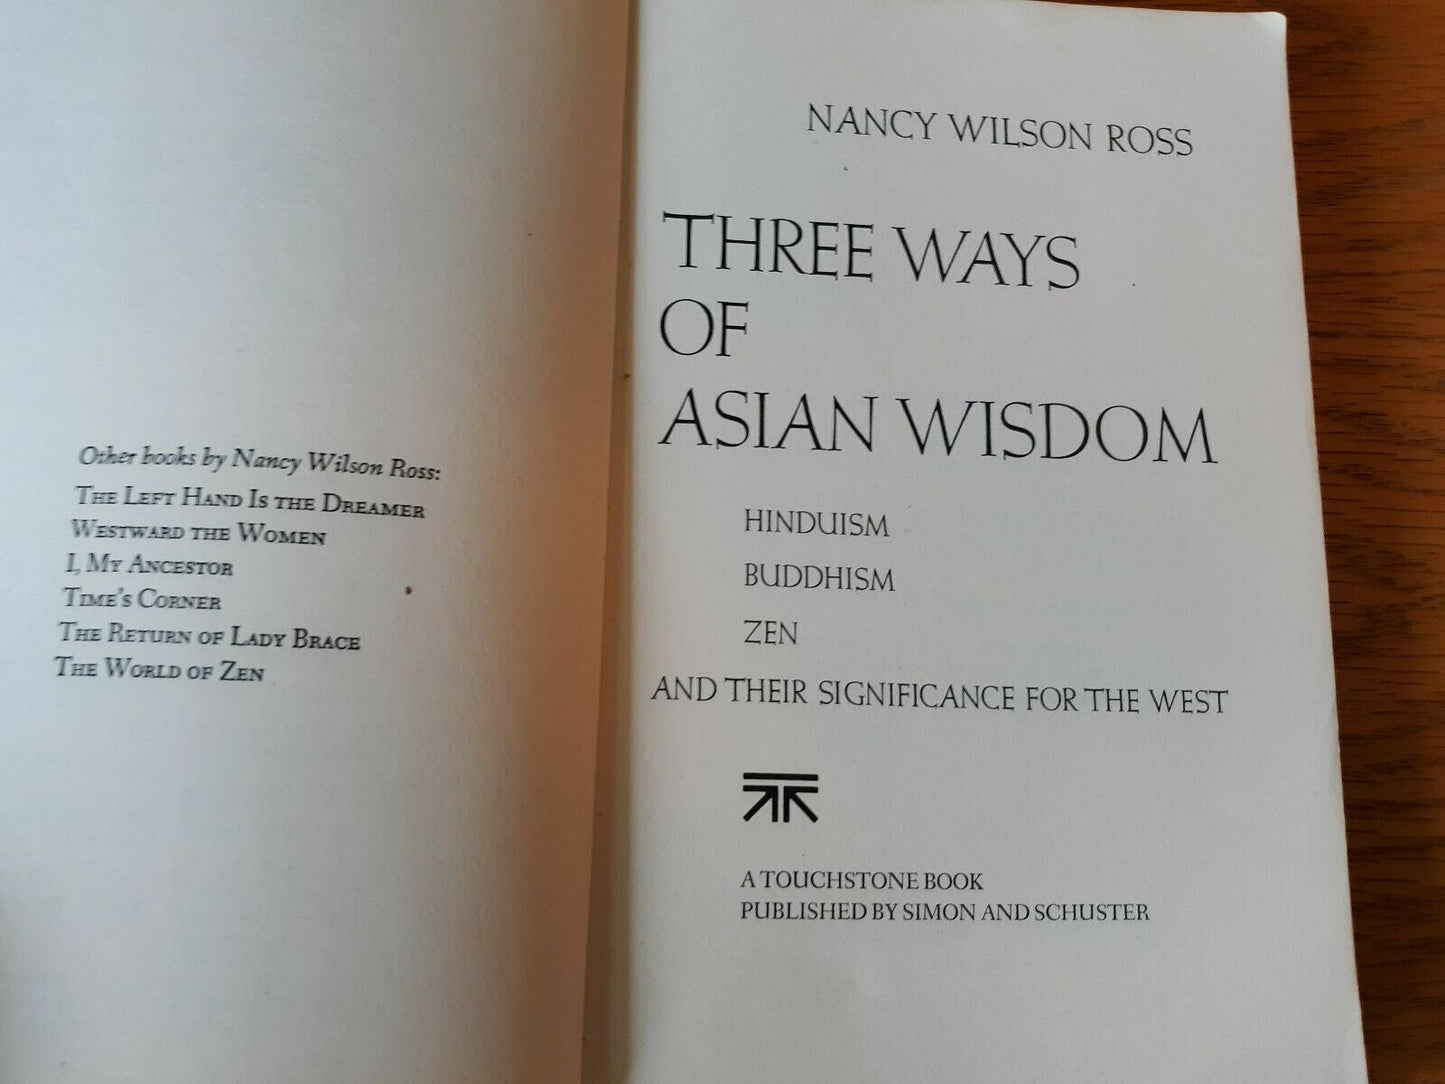 Other books by Nancy Wilson Ross:
THE LEFT HAND IS THE DREAMER
WESTWARD THE WOMEN
I, MY ANCESTOR
TIME'S CORNER
THE RETURN OF LADY BRACE
THE WORLD OF ZEN
NANCY WILSON ROSS
THREE WAYS
OF
ASIAN WISDOM
HINDUISM
BUDDHISM
ZEN
AND THEIR SIGNIFICANCE FOR THE WEST
A TOUCHSTONE BOOK
PUBLISHED BY SIMON AND SCHUSTER